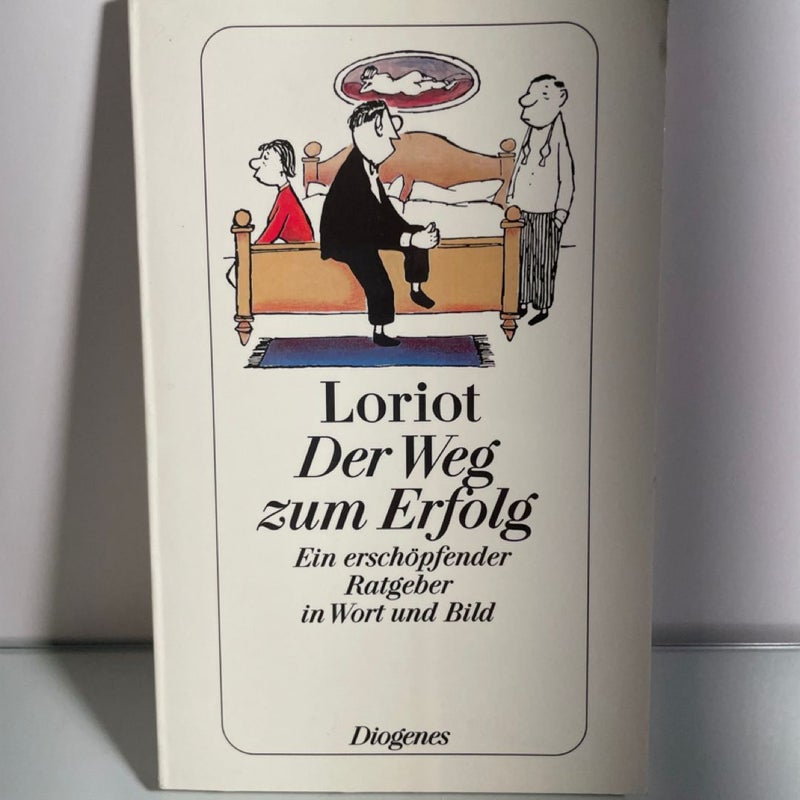 Loriot
Der Weg
zum Erfolg
Ein erschöpfender
Ratgeber
in Wort und Bild
Diogenes